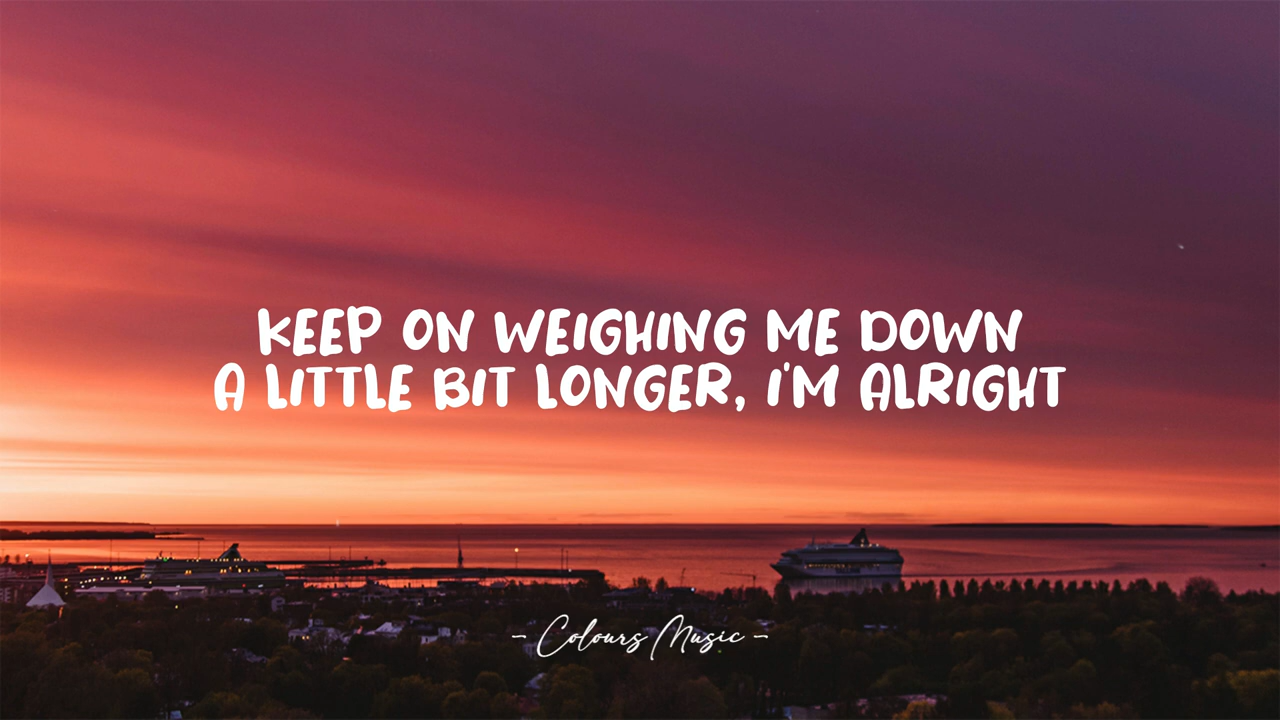 KEEP ON WEIGHING ME DOWN
A LITTLE BIT LONGER, I'M ALRIGHT
- Colours Music -